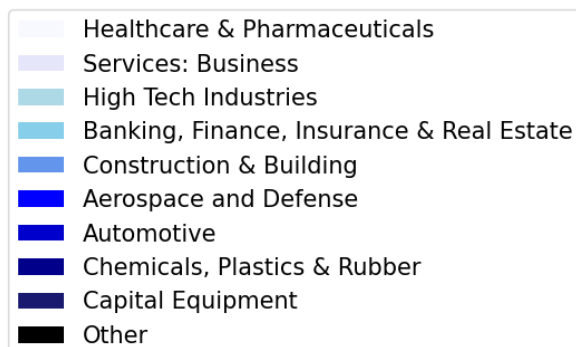 Healthcare & Pharmaceuticals
Services: Business
High Tech Industries
Banking, Finance, Insurance & Real Estate
Construction & Building
Aerospace and Defense
Automotive
Chemicals, Plastics & Rubber
Capital Equipment
Other